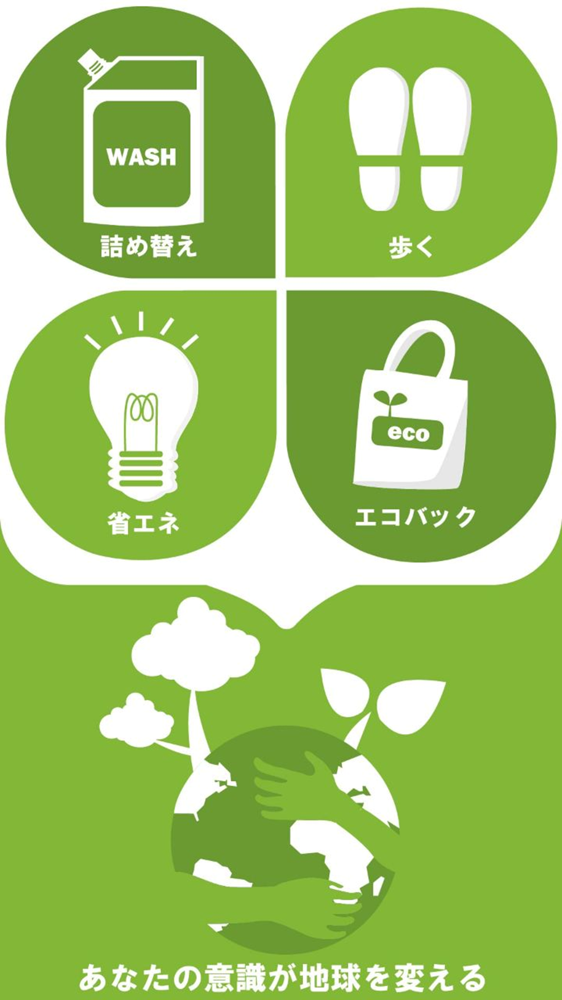 WASH
詰め替え
歩く
省エネ
eco
エコバック
あなたの意識が地球を変える